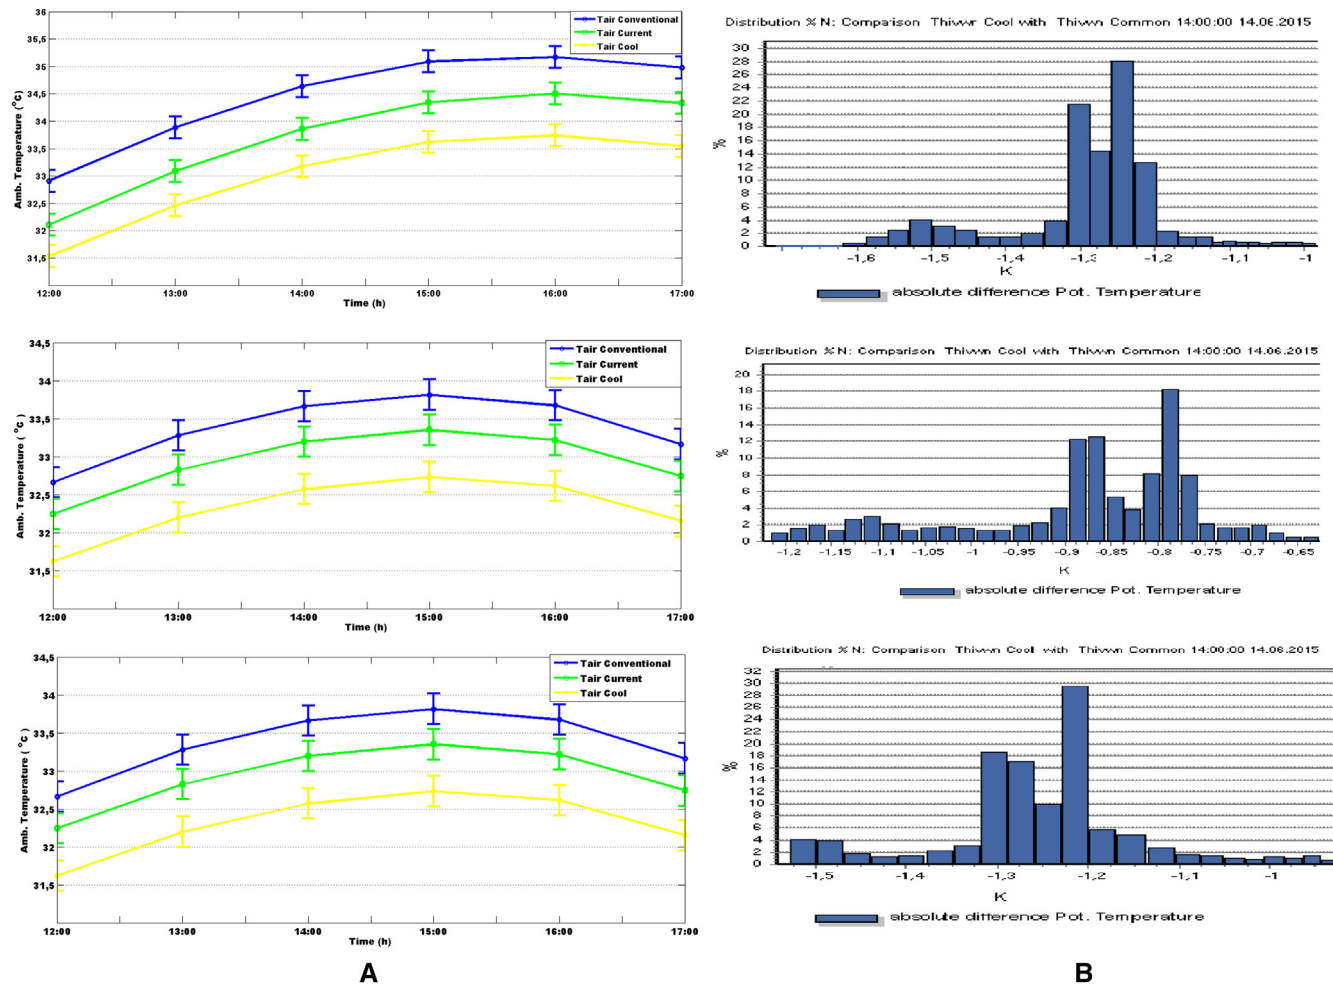 36
35,5
35
34,5
34
33,5
33
32,5
32
31,5
Amb. Temperature (°C)
Tair Conventional
Tair Current
Tair Cool
12:00 13:00 14:00 15:00 16:00 17:00
Time (h)
Distribution % N: Comparison Thivwr Cool with Thivwn Common 14:00:00 14.06.2015
30
28
26
24
22
20
18
16
14
12
10
8
6
4
2
0
%
-1,6 -1,5 -1,4 -1,3 -1,2 -1,1 -1
K
absolute difference Pot. Temperature
34,5
34
33,5
33
32,5
32
31,5
Amb. Temperature ( °C)
Tair Conventional
Tair Current
Tair Cool
12:00 13:00 14:00 15:00 16:00 17:00
Time (h)
Distribution % N: Comparison Thivwn Cool with Thivwn Common 14:00:00 14.06.2015
20
18
16
14
12
10
8
6
4
2
0
%
-1,2 -1,15 -1,1 -1,05 -1 -0,95 -0,9 -0,85 -0,8 -0,75 -0,7 -0,65
K
absolute difference Pot. Temperature
34,5
34
33,5
33
32,5
32
31,5
Amb. Temperature ( °C)
Tair Conventional
Tair Current
Tair Cool
12:00 13:00 14:00 15:00 16:00 17:00
Time (h)
Distribution % N: Comparison Thivwn Cool with Thivwn Common 14:00:00 14.06.2015
32
30
28
26
24
22
20
18
16
14
12
10
8
6
4
2
0
%
-1,5 -1,4 -1,3 -1,2 -1,1 -1
K
absolute difference Pot. Temperature
A
B